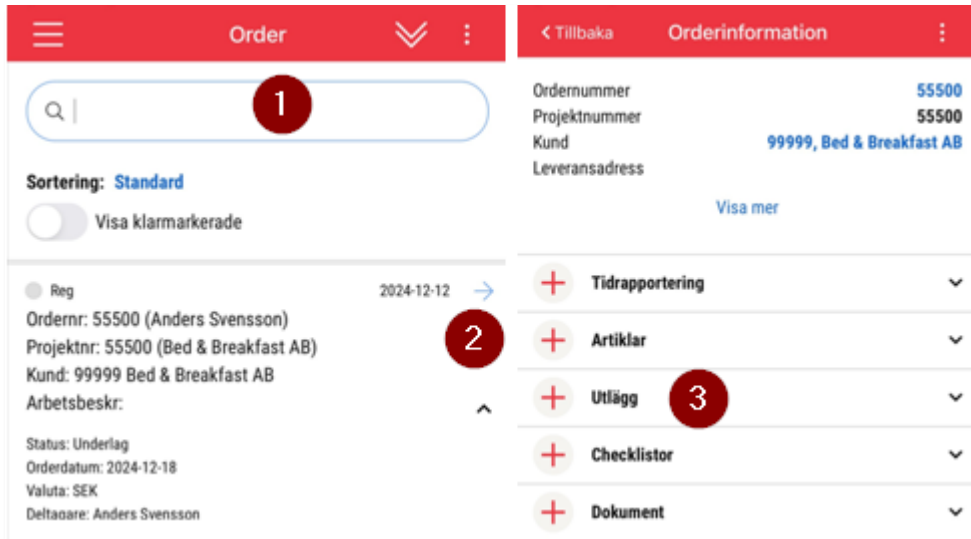 Order
1
Sortering: Standard
Visa klarmarkerade
Reg 2024-12-12
2
Ordernr: 55500 (Anders Svensson)
Projektnr: 55500 (Bed & Breakfast AB)
Kund: 99999 Bed & Breakfast AB
Arbetsbeskr:
Status: Underlag
Orderdatum: 2024-12-18
Valuta: SEK
Deltagare: Anders Svensson
Tillbaka Orderinformation
Ordernummer 55500
Projektnummer 55500
Kund 99999, Bed & Breakfast AB
Leveransadress
Visa mer
Tidrapportering
Artiklar
Utlägg 3
Checklistor
Dokument